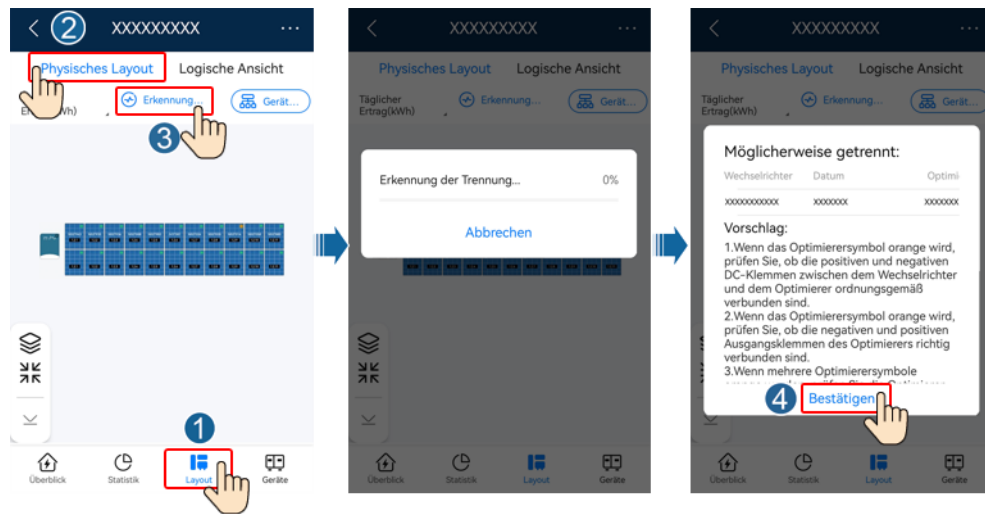 2
XXXXXXXXX
...
Physisches Layout
Logische Ansicht
Erkennung...
Gerät...
3
1
Überblick
Statistik
Layout
Geräte
XXXXXXXXX
...
Physisches Layout
Logische Ansicht
Täglicher
Ertrag(kWh)
Erkennung...
Gerät...
Erkennung der Trennung...
0%
Abbrechen
Überblick
Statistik
Layout
Geräte
XXXXXXXXX
...
Physisches Layout
Logische Ansicht
Täglicher
Ertrag(kWh)
Erkennung...
Gerät...
Möglicherweise getrennt:
Wechselrichter
Datum
Optimi
xxxxxxxxxxx
xxxxxxx
xxxxxxx
Vorschlag:
1.Wenn das Optimierersymbol orange wird,
prüfen Sie, ob die positiven und negativen
DC-Klemmen zwischen dem Wechselrichter
und dem Optimierer ordnungsgemäß
verbunden sind.
2.Wenn das Optimierersymbol orange wird,
prüfen Sie, ob die negativen und positiven
Ausgangsklemmen des Optimierers richtig
verbunden sind.
3.Wenn mehrere Optimierersymbole
4
Bestätigen
Überblick
Statistik
Layout
Geräte